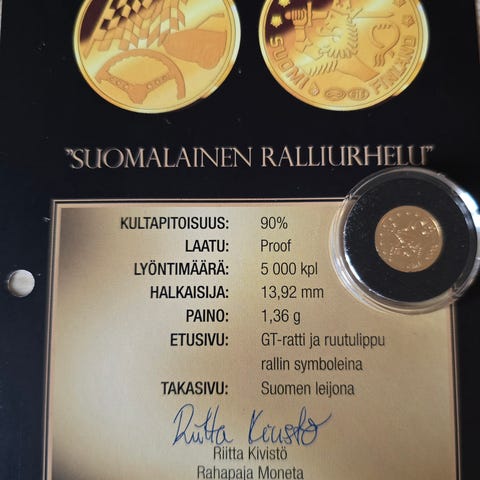 SUOMI FINLAND
"SUOMALAINEN RALLIURHEILU"
KULTAPITOISUUS: 90%
LAATU: Proof
LYÖNTIMÄÄRÄ: 5 000 kpl
HALKAISIJA: 13,92 mm
PAINO: 1,36 g
ETUSIVU: GT-ratti ja ruutulippu
rallin symboleina
TAKASIVU: Suomen leijona
Riitta Kivistö
Riitta Kivistö
Rahapaja Moneta